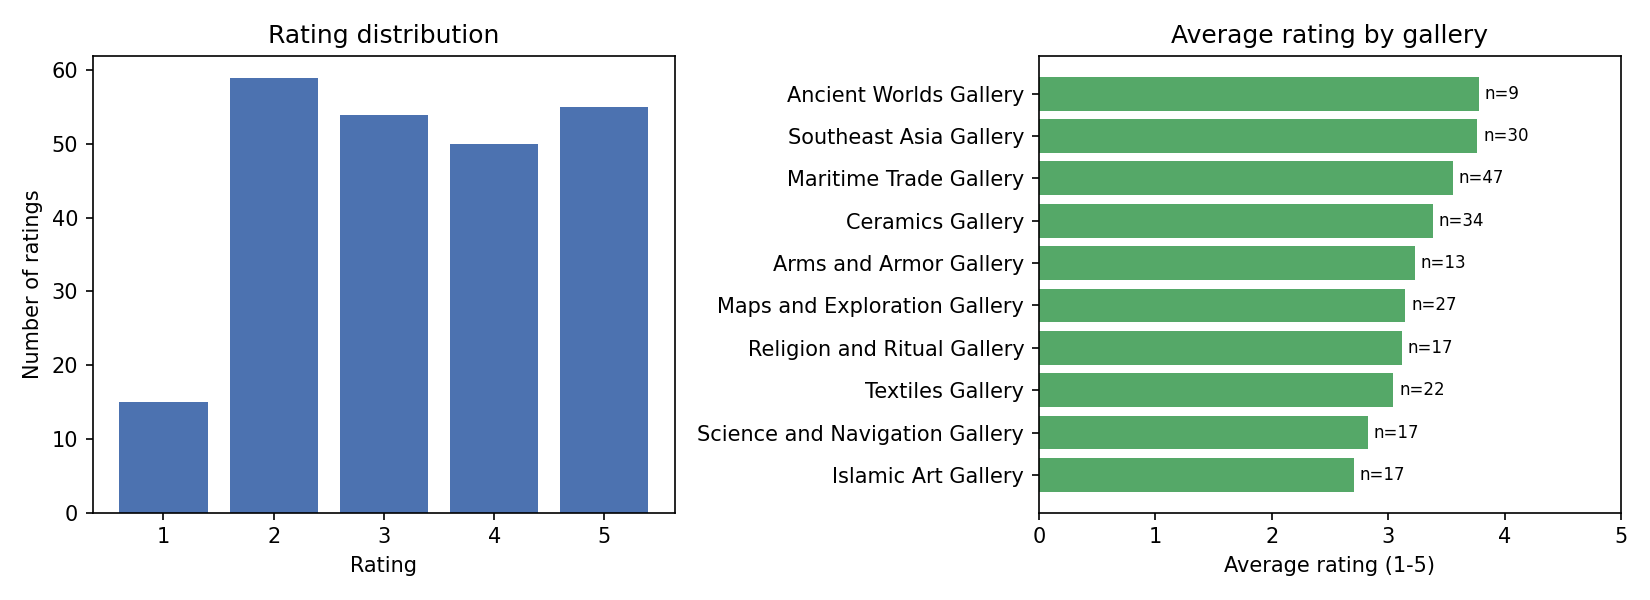 Rating distribution
60
50
40
30
20
10
0
Number of ratings
1 2 3 4 5
Rating
Average rating by gallery
Ancient Worlds Gallery n=9
Southeast Asia Gallery n=30
Maritime Trade Gallery n=47
Ceramics Gallery n=34
Arms and Armor Gallery n=13
Maps and Exploration Gallery n=27
Religion and Ritual Gallery n=17
Textiles Gallery n=22
Science and Navigation Gallery n=17
Islamic Art Gallery n=17
0 1 2 3 4 5
Average rating (1-5)